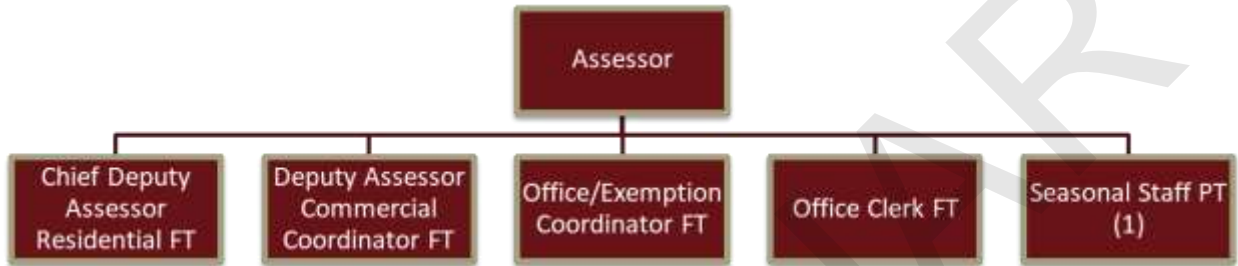 Assessor
Chief Deputy
Assessor
Residential FT
Deputy Assessor
Commercial
Coordinator FT
Office/Exemption
Coordinator FT
Office Clerk FT
Seasonal Staff PT
(1)